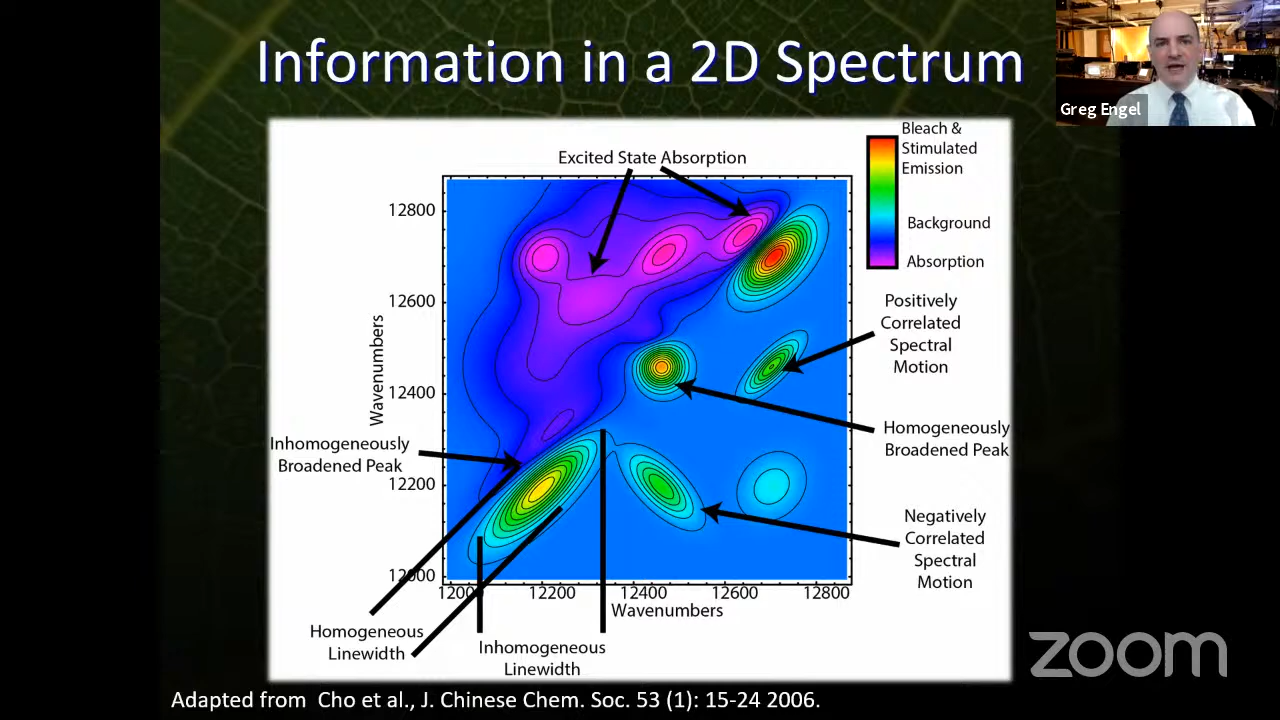 Information in a 2D Spectrum
Greg Engel
Excited State Absorption
Bleach &
Stimulated
Emission
Background
Absorption
12800
12600
12400
12200
12000
Wavenumbers
12000
12200
12400
12600
12800
Wavenumbers
Positively
Correlated
Spectral
Motion
Homogeneously
Broadened Peak
Negatively
Correlated
Spectral
Motion
Inhomogeneously
Broadened Peak
Homogeneous
Linewidth
Inhomogeneous
Linewidth
zoom
Adapted from  Cho et al., J. Chinese Chem. Soc. 53 (1): 15-24 2006.